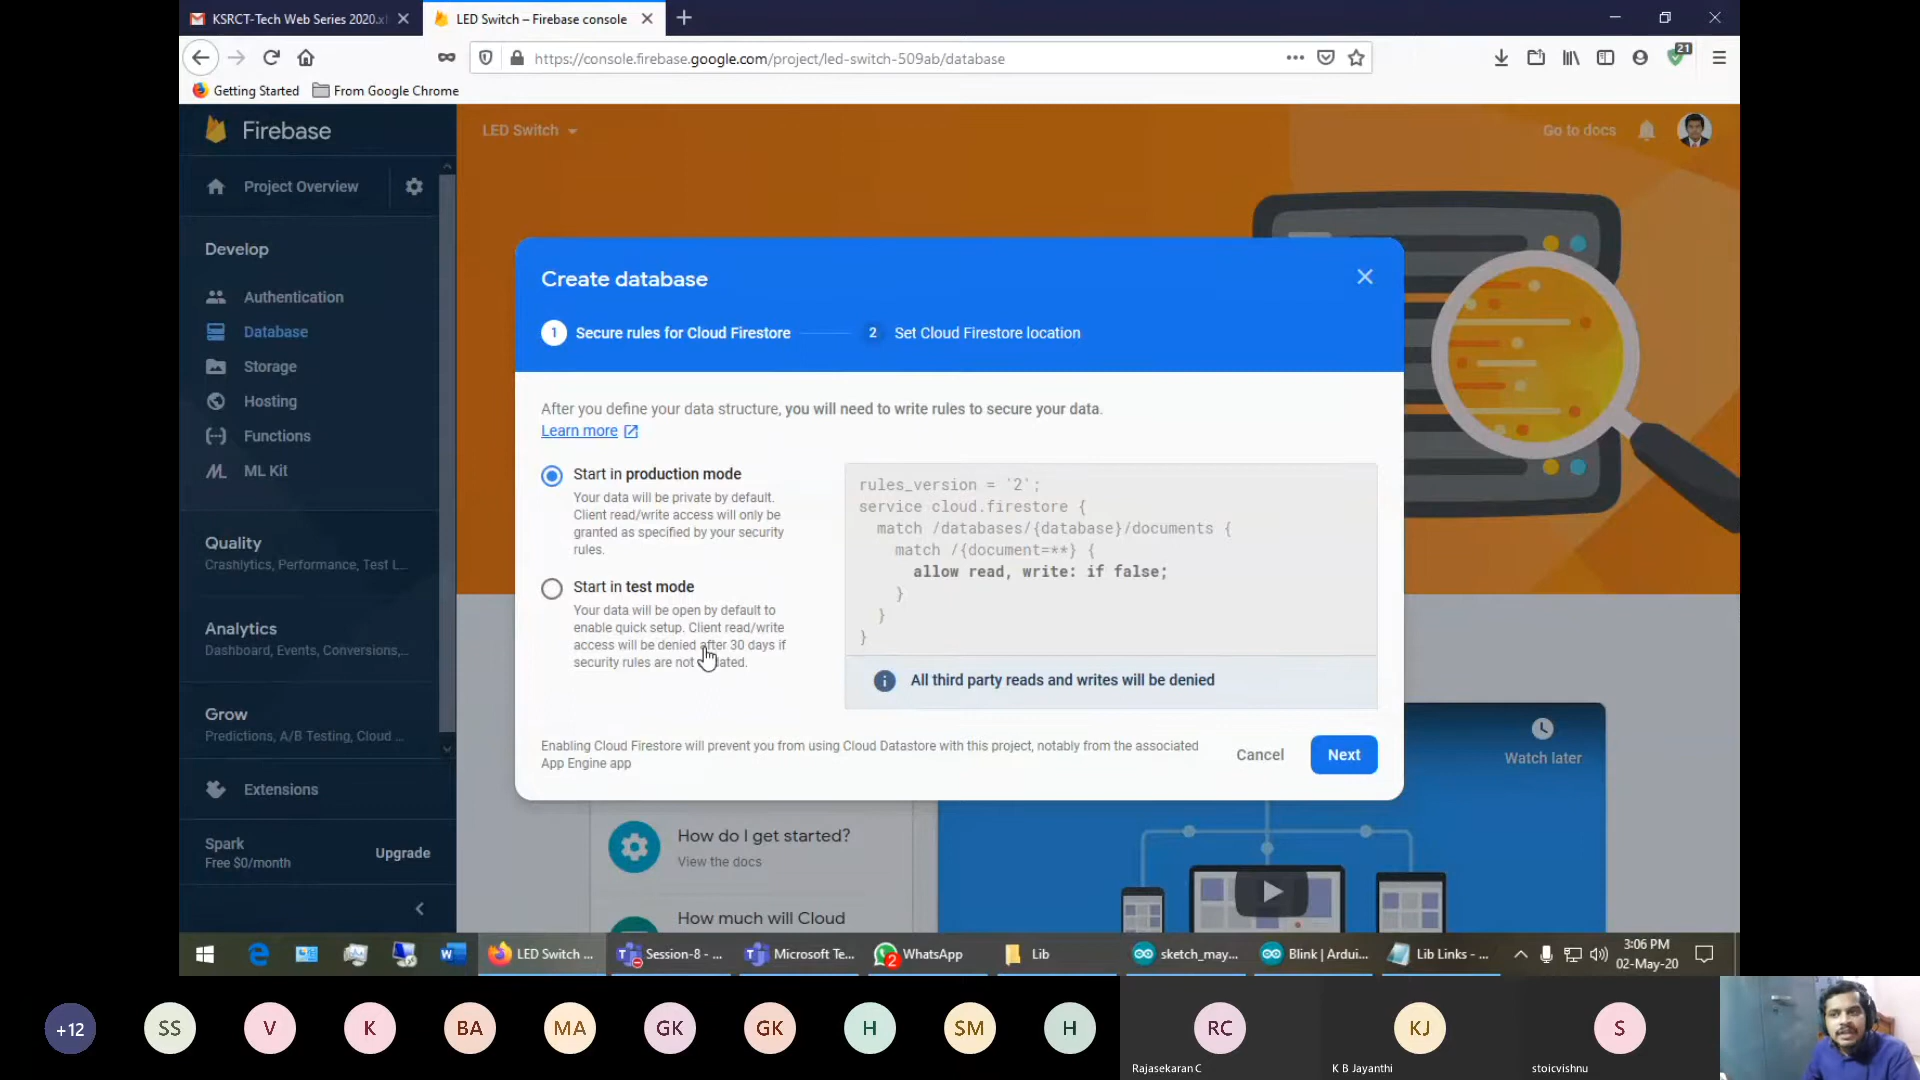 KSRCT-Tech Web Series 2020.x
LED Switch – Firebase console
https://console.firebase.google.com/project/led-switch-509ab/database
21
Getting Started
From Google Chrome
Firebase
LED Switch
Go to docs
Project Overview
Develop
Authentication
Database
Storage
Hosting
Functions
ML Kit
Quality
Crashlytics, Performance, Test L...
Analytics
Dashboard, Events, Conversions,...
Grow
Predictions, A/B Testing, Cloud ...
Extensions
Spark
Free $0/month
Upgrade
Create database
1 Secure rules for Cloud Firestore
2 Set Cloud Firestore location
After you define your data structure, you will need to write rules to secure your data.
Learn more
Start in production mode
Your data will be private by default.
Client read/write access will only be
granted as specified by your security
rules.
Start in test mode
Your data will be open by default to
enable quick setup. Client read/write
access will be denied after 30 days if
security rules are not
rules_version = '2';
service cloud.firestore {
match /databases/{database}/documents {
match /{document=**} {
allow read, write: if false;
}
}
}
All third party reads and writes will be denied
Enabling Cloud Firestore will prevent you from using Cloud Datastore with this project, notably from the associated
App Engine app
Cancel
Next
Watch later
How do I get started?
View the docs
How much will Cloud
LED Switch ...
Session-8 - ...
Microsoft Te...
2
WhatsApp
Lib
sketch_may...
Blink | Ardui...
Lib Links - ...
3:06 PM
02-May-20
+12
SS
V
K
BA
MA
GK
GK
H
SM
H
RC
KJ
S
Rajasekaran C
K B Jayanthi
stoicvishnu